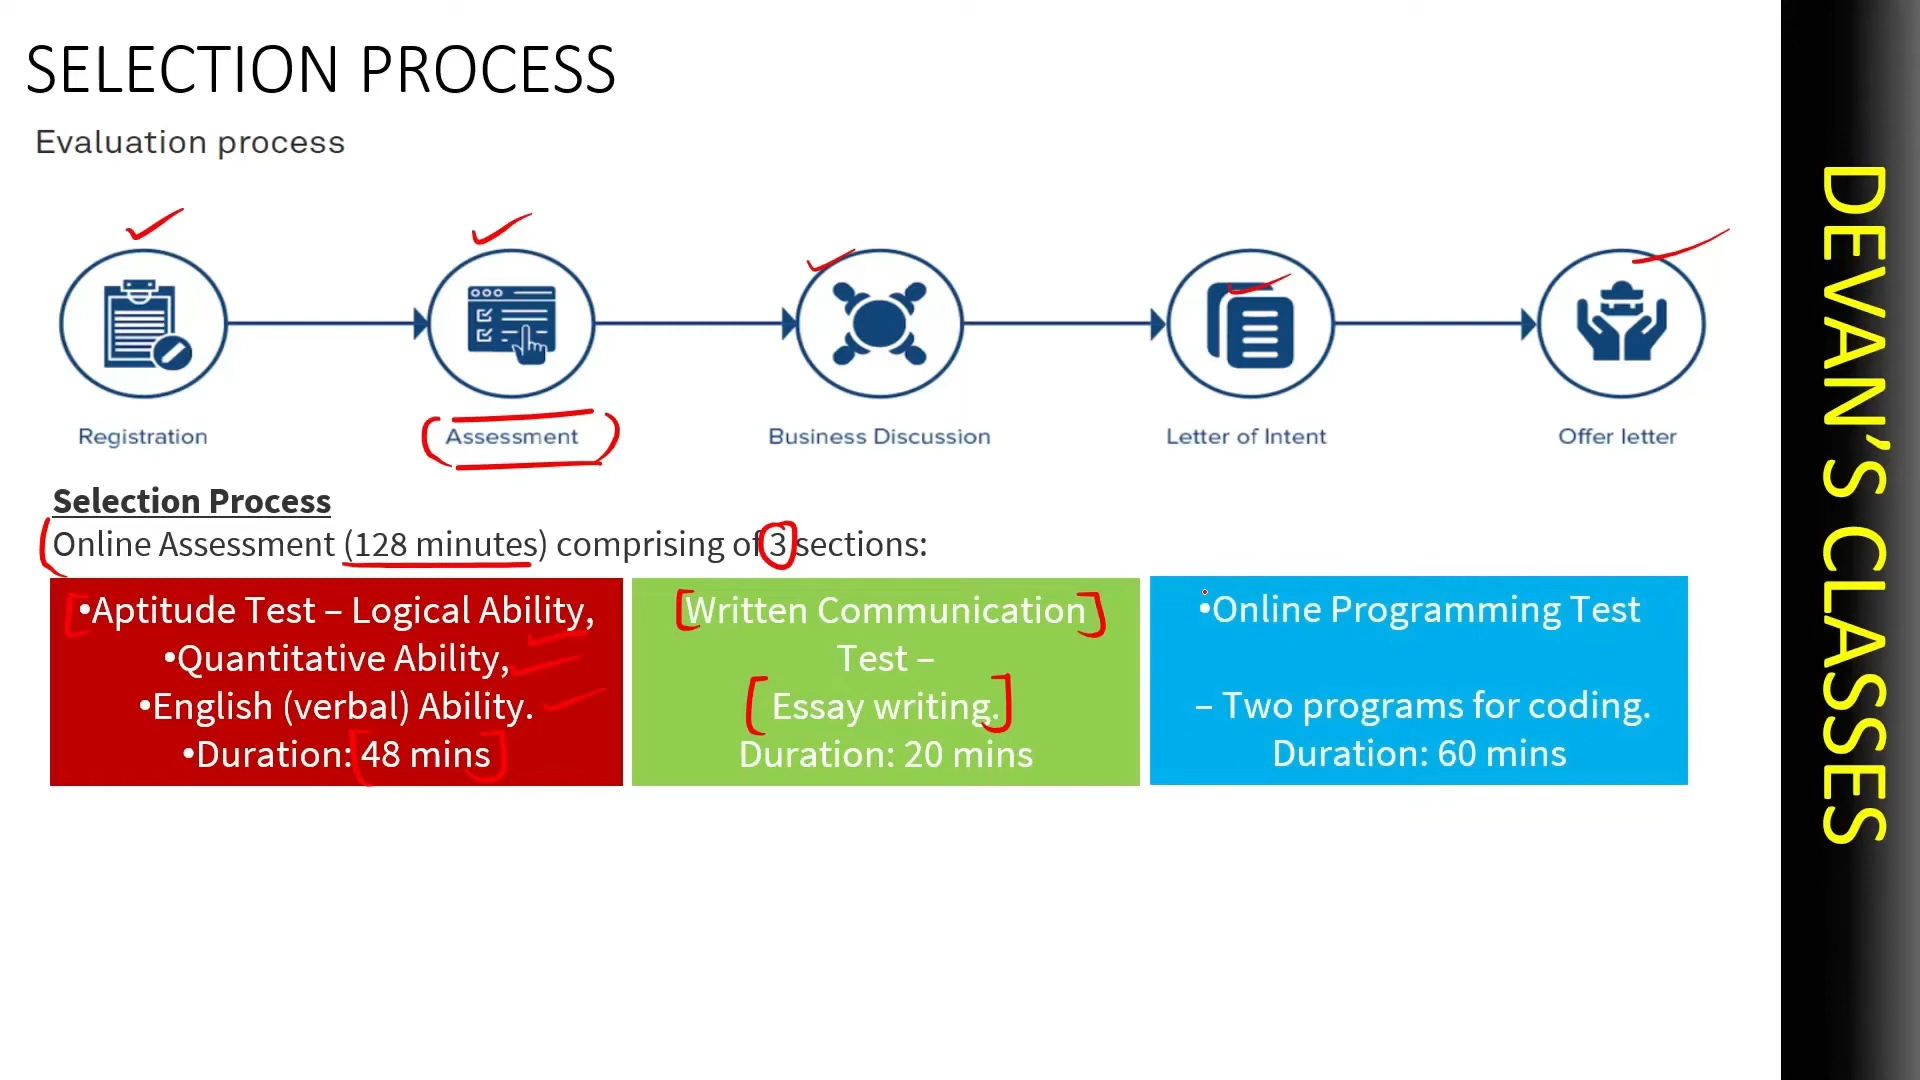 SELECTION PROCESS
Evaluation process
Registration
Assessment
Business Discussion
Letter of Intent
Offer letter
Selection Process
Online Assessment (128 minutes) comprising of 3 sections:
•Aptitude Test – Logical Ability,
•Quantitative Ability,
•English (verbal) Ability.
•Duration: 48 mins
Written Communication
Test –
Essay writing.
Duration: 20 mins
•Online Programming Test
– Two programs for coding.
Duration: 60 mins
DEVAN'S CLASSES